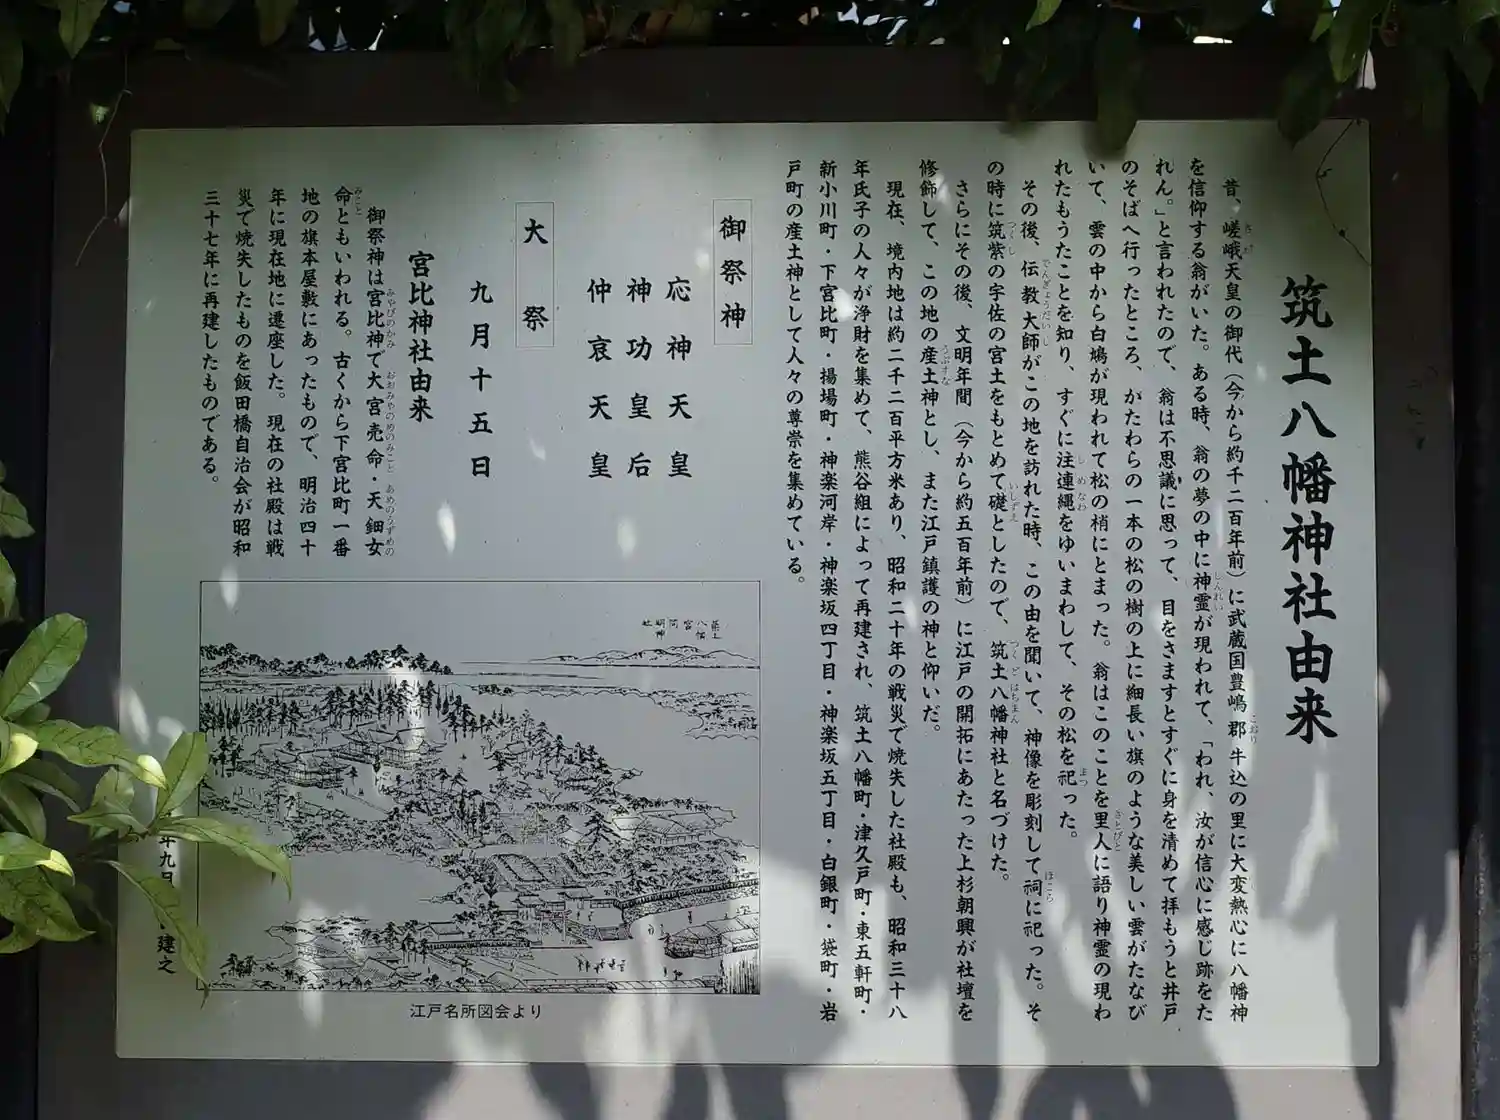 筑土八幡神社由来
昔、嵯峨天皇の御代(今から約千二百年前)に武蔵国豊嶋郡牛込の里に大変熱心に八幡神
を信仰する翁がいた。ある時、翁の夢の中に神霊が現われて、「われ、汝が信心に感じ跡をた
れん。」と言われたので、翁は不思議に思って、目をさますとすぐに身を清めて拝もうと井戸
のそばへ行ったところ、かたわらの一本の松の樹の上に細長い旗のような美しい雲がたなび
いて、雲の中から白鳩が現われて松の梢にとまった。翁はこのことを里人に語り神霊の現わ
れたもうたことを知り、すぐに注連縄をゆいまわして、その松を祀った。
その後、伝教大師がこの地を訪れた時、この由を聞いて、神像を彫刻して祠に祀った。そ
の時に筑紫の宇佐の宮土をもとめて礎としたので、筑土八幡神社と名づけた。
さらにその後、文明年間(今から約五百年前)に江戸の開拓にあたった上杉朝興が社壇を
修飾して、この地の産土神とし、また江戸鎮護の神と仰いだ。
現在、境内地は約二千二百平方米あり、昭和二十年の戦災で焼失した社殿も、昭和三十八
年氏子の人々が浄財を集めて、熊谷組によって再建され、筑土八幡町・津久戸町・東五軒町・
新小川町・下宮比町・揚場町・神楽河岸・神楽坂四丁目・神楽坂五丁目・白銀町・袋町・岩
戸町の産土神として人々の尊崇を集めている。
御祭神
応神天皇
神功皇后
仲哀天皇
大祭
九月十五日
宮比神社由来
御祭神は宮比神で大宮売命・天鈿女
命ともいわれる。古くから下宮比町一番
地の旗本屋敷にあったもので、明治四十
年に現在地に遷座した。現在の社殿は戦
災で焼失したものを飯田橋自治会が昭和
三十七年に再建したものである。
筑土
八幡
宮
同
明神
社
江戸名所図会より
年九月
建之